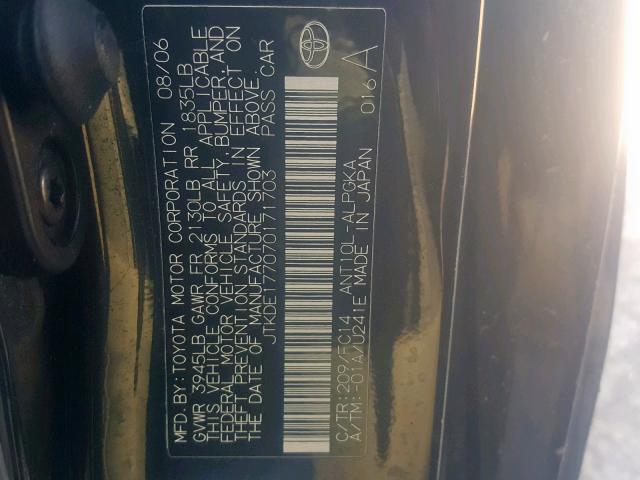 MFD. BY: TOYOTA MOTOR CORPORATION 08/06
GVWR 3945LB GAWR FR 2130LB RR 1835LB
THIS VEHICLE CONFORMS TO ALL APPLICABLE
FEDERAL MOTOR VEHICLE SAFETY, BUMPER, AND
THEFT PREVENTION STANDARDS IN EFFECT ON
THE DATE OF MANUFACTURE SHOWN ABOVE.
JTKDE177070171703 PASS CAR
C/TR: 209/FC14 ANT10L-ALPGKA
A/TM: -01A/U241E MADE IN JAPAN 016 A